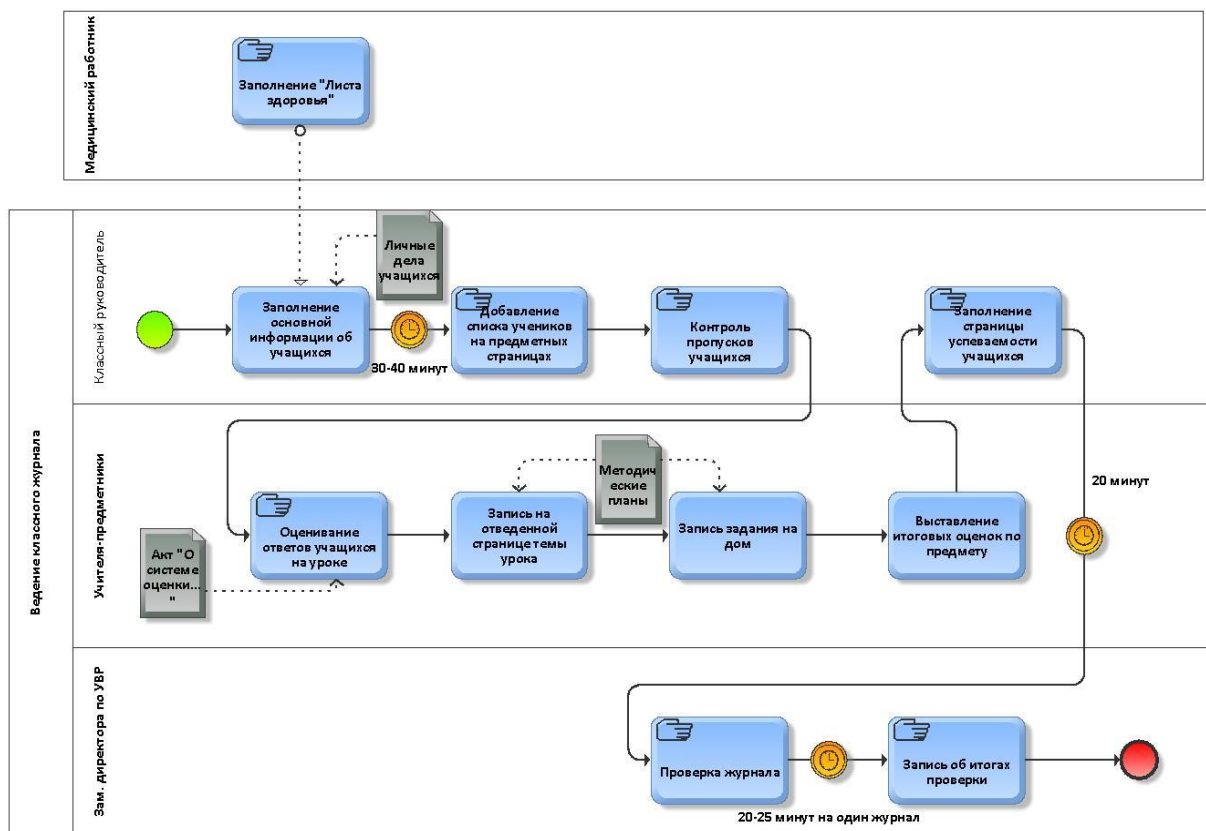 Медицинский работник
Заполнение "Листа
здоровья"
Ведение классного журнала
Классный руководитель
Личные
дела
учащихся
Заполнение
основной
информации об
учащихся
30-40 минут
Добавление
списка учеников
на предметных
страницах
Контроль
пропусков
учащихся
Заполнение
страницы
успеваемости
учащихся
Учителя-предметники
Акт "О
системе
оценки...
"
Оценивание
ответов учащихся
на уроке
Запись на
отведенной
странице темы
урока
Методич
еские
планы
Запись задания на
дом
Выставление
итоговых оценок по
предмету
20 минут
Зам. директора по УВР
Проверка журнала
20-25 минут на один журнал
Запись об итогах
проверки